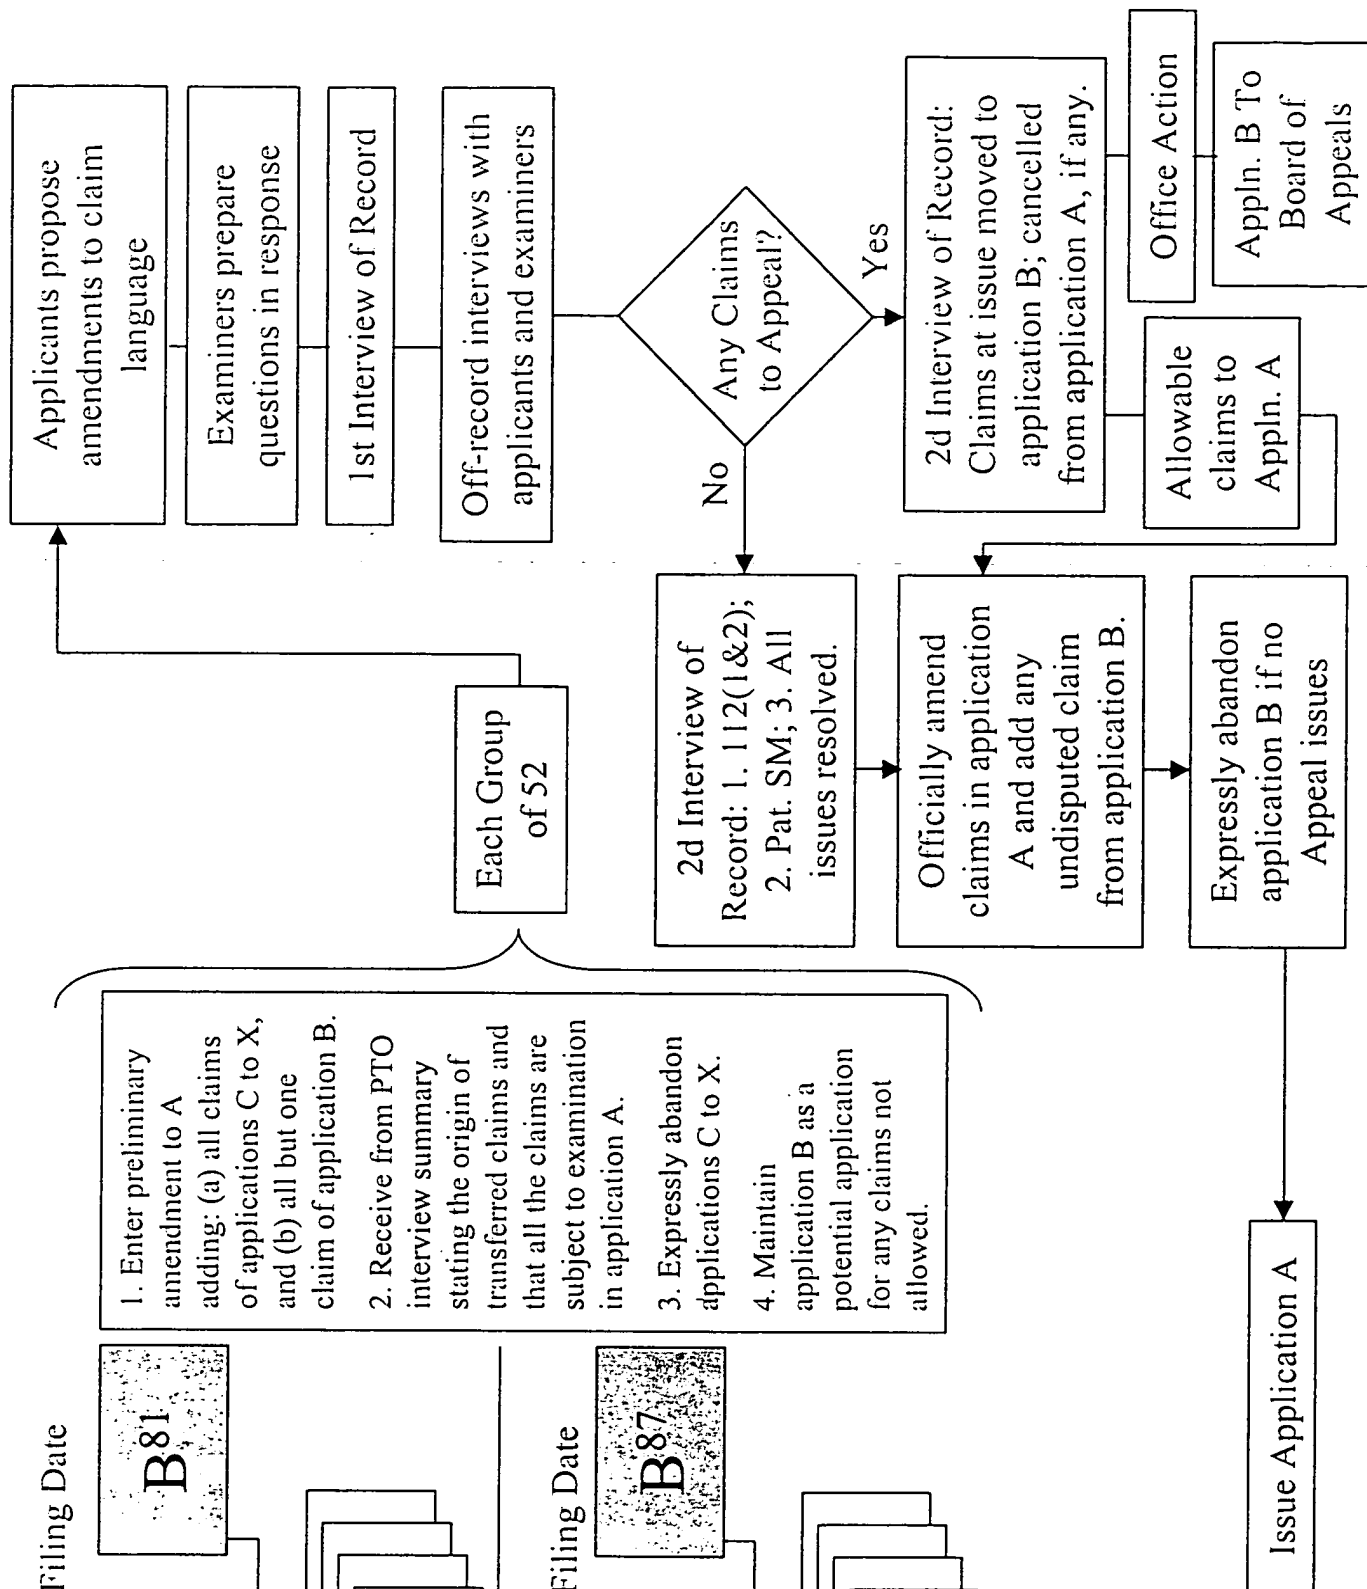 Filing Date
B81
Filing Date
B87
1. Enter preliminary
amendment to A
adding: (a) all claims
of applications C to X,
and (b) all but one
claim of application B.
2. Receive from PTO
interview summary
stating the origin of
transferred claims and
that all the claims are
subject to examination
in application A.
3. Expressly abandon
applications C to X.
4. Maintain
application B as a
potential application
for any claims not
allowed.
Each Group
of 52
Applicants propose
amendments to claim
language
Examiners prepare
questions in response
1st Interview of Record
Off-record interviews with
applicants and examiners
Any Claims
to Appeal?
No
Yes
2d Interview of
Record: 1. 112(1&2);
2. Pat. SM; 3. All
issues resolved.
2d Interview of Record:
Claims at issue moved to
application B; cancelled
from application A, if any.
Office Action
Appln. B To
Board of
Appeals
Allowable
claims to
Appln. A
Officially amend
claims in application
A and add any
undisputed claim
from application B.
Expressly abandon
application B if no
Appeal issues
Issue Application A